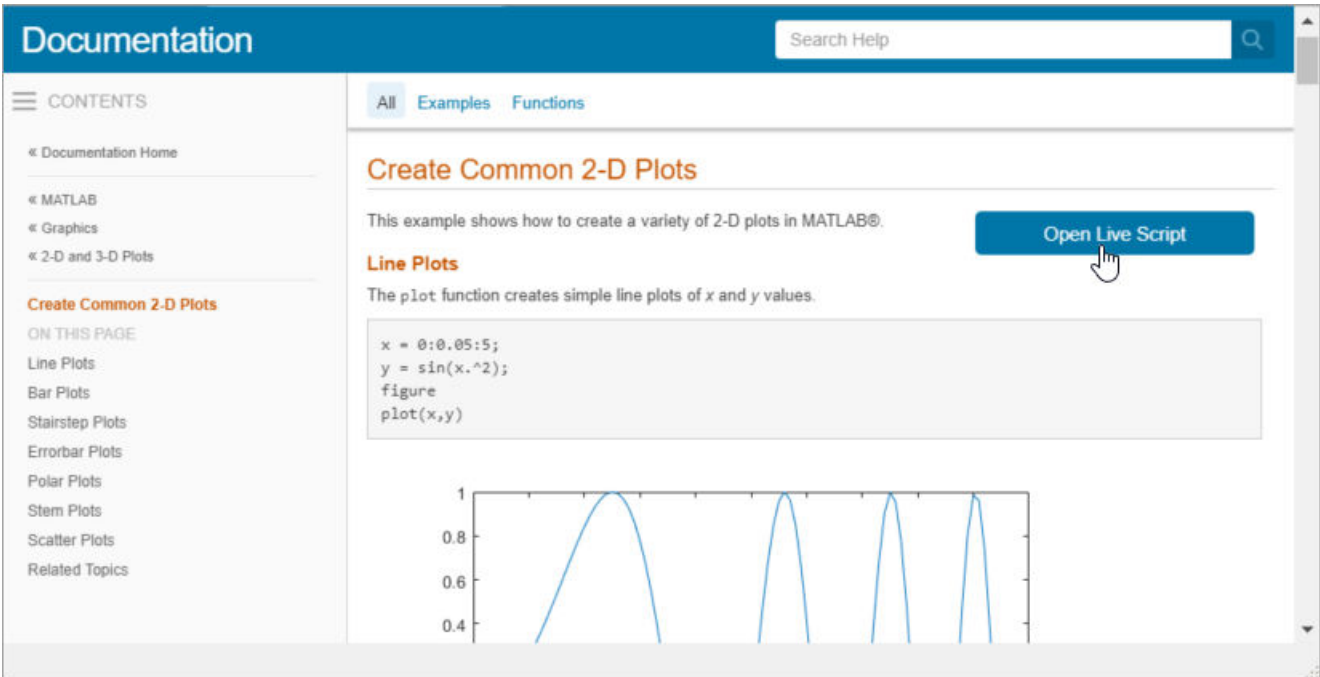 Documentation
Search Help
CONTENTS
All Examples Functions
« Documentation Home
« MATLAB
« Graphics
« 2-D and 3-D Plots
Create Common 2-D Plots
ON THIS PAGE
Line Plots
Bar Plots
Stairstep Plots
Errorbar Plots
Polar Plots
Stem Plots
Scatter Plots
Related Topics
Create Common 2-D Plots
This example shows how to create a variety of 2-D plots in MATLAB®.
Open Live Script
Line Plots
The plot function creates simple line plots of x and y values.
x = 0:0.05:5;
y = sin(x.^2);
figure
plot(x,y)
1
0.8
0.6
0.4